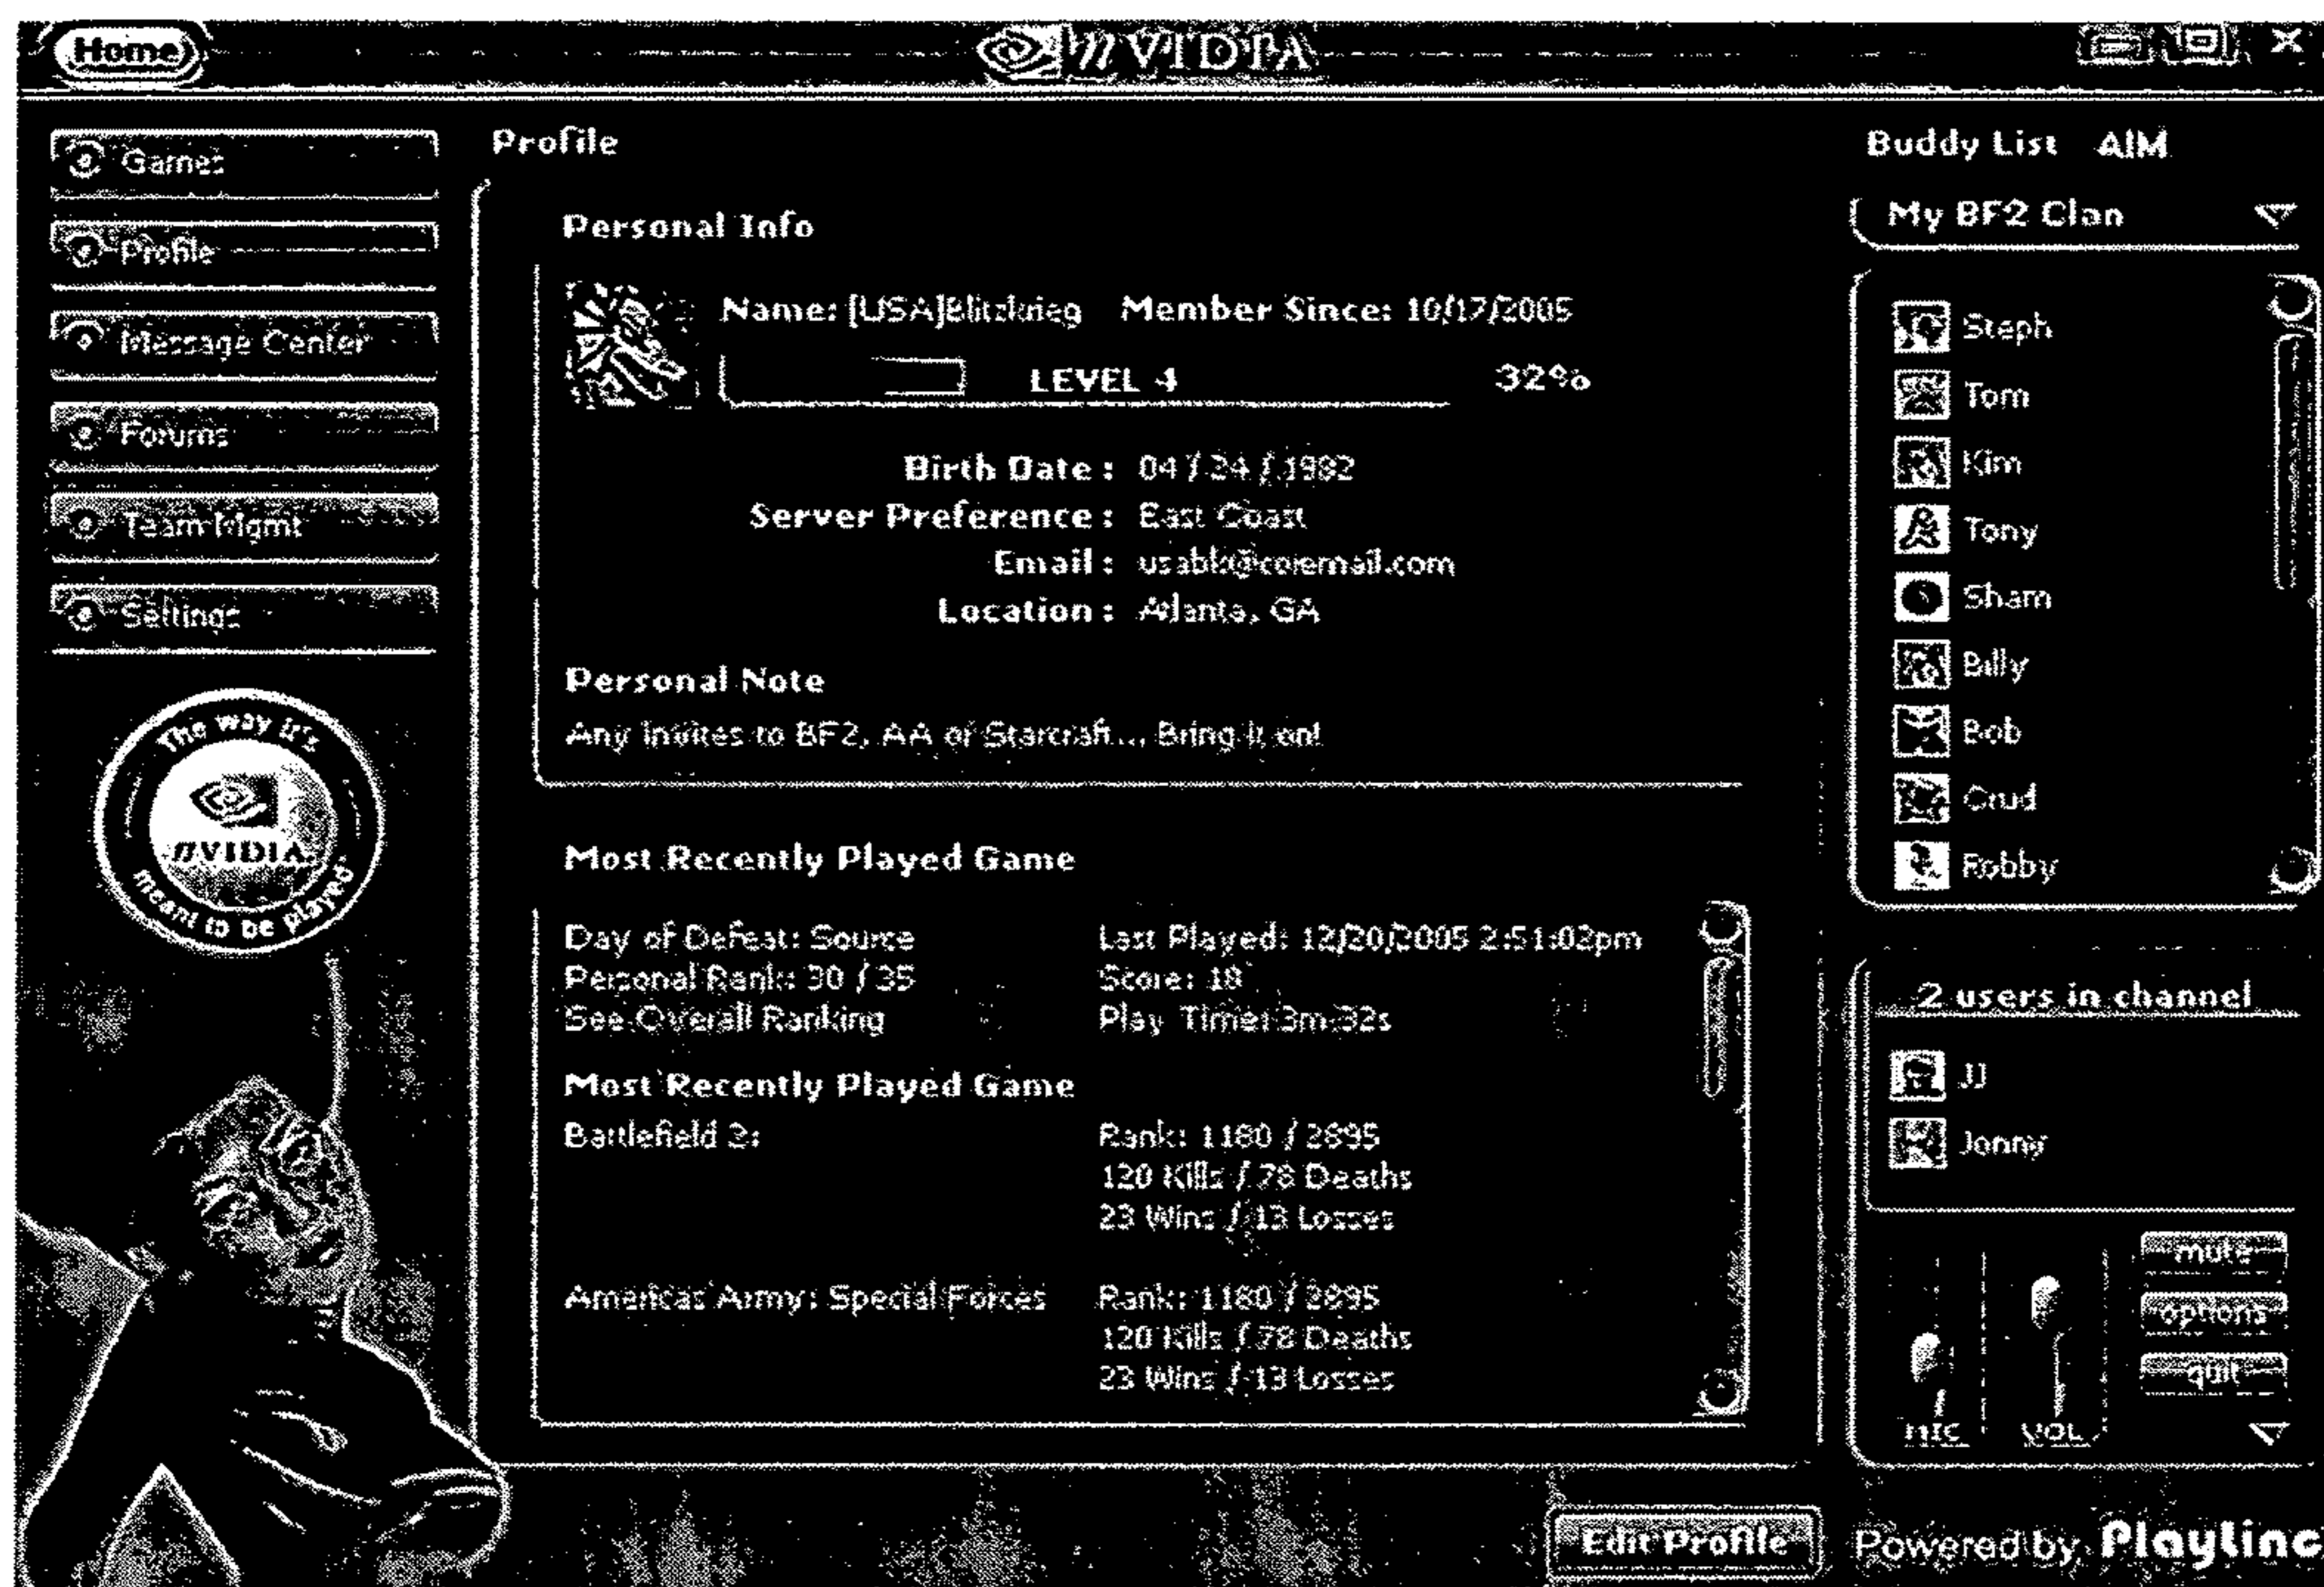 Home
nVIDIA
Games
Profile
Message Center
Forums
Team Mgmt
Settings
The way it's
nVIDIA
meant to be played
Profile
Personal Info
Name: [USA]Blitzkrieg Member Since: 10/17/2005
LEVEL 4 32%
Birth Date : 04 / 24 / 1982
Server Preference : East Coast
Email :
Location : Atlanta, GA
Personal Note
Any invites to BF2, AA or Starcraft... Bring it on!
Most Recently Played Game
Day of Defeat: Source Last Played: 12/20/2005 2:51:02pm
Personal Rank: 30 / 35 Score: 18
See Overall Ranking Play Time: 3m 32s
Most Recently Played Game
Battlefield 2: Rank: 1180 / 2895
120 Kills / 78 Deaths
23 Wins / 13 Losses
Americas Army: Special Forces Rank: 1180 / 2895
120 Kills / 78 Deaths
23 Wins / 13 Losses
Edit Profile
Buddy List AIM
My BF2 Clan
Steph
Tom
Kim
Tony
Sham
Billy
Bob
Crud
Robby
2 users in channel
JJ
Jonny
mute
options
quit
MIC VOL
Powered by PlayLinc